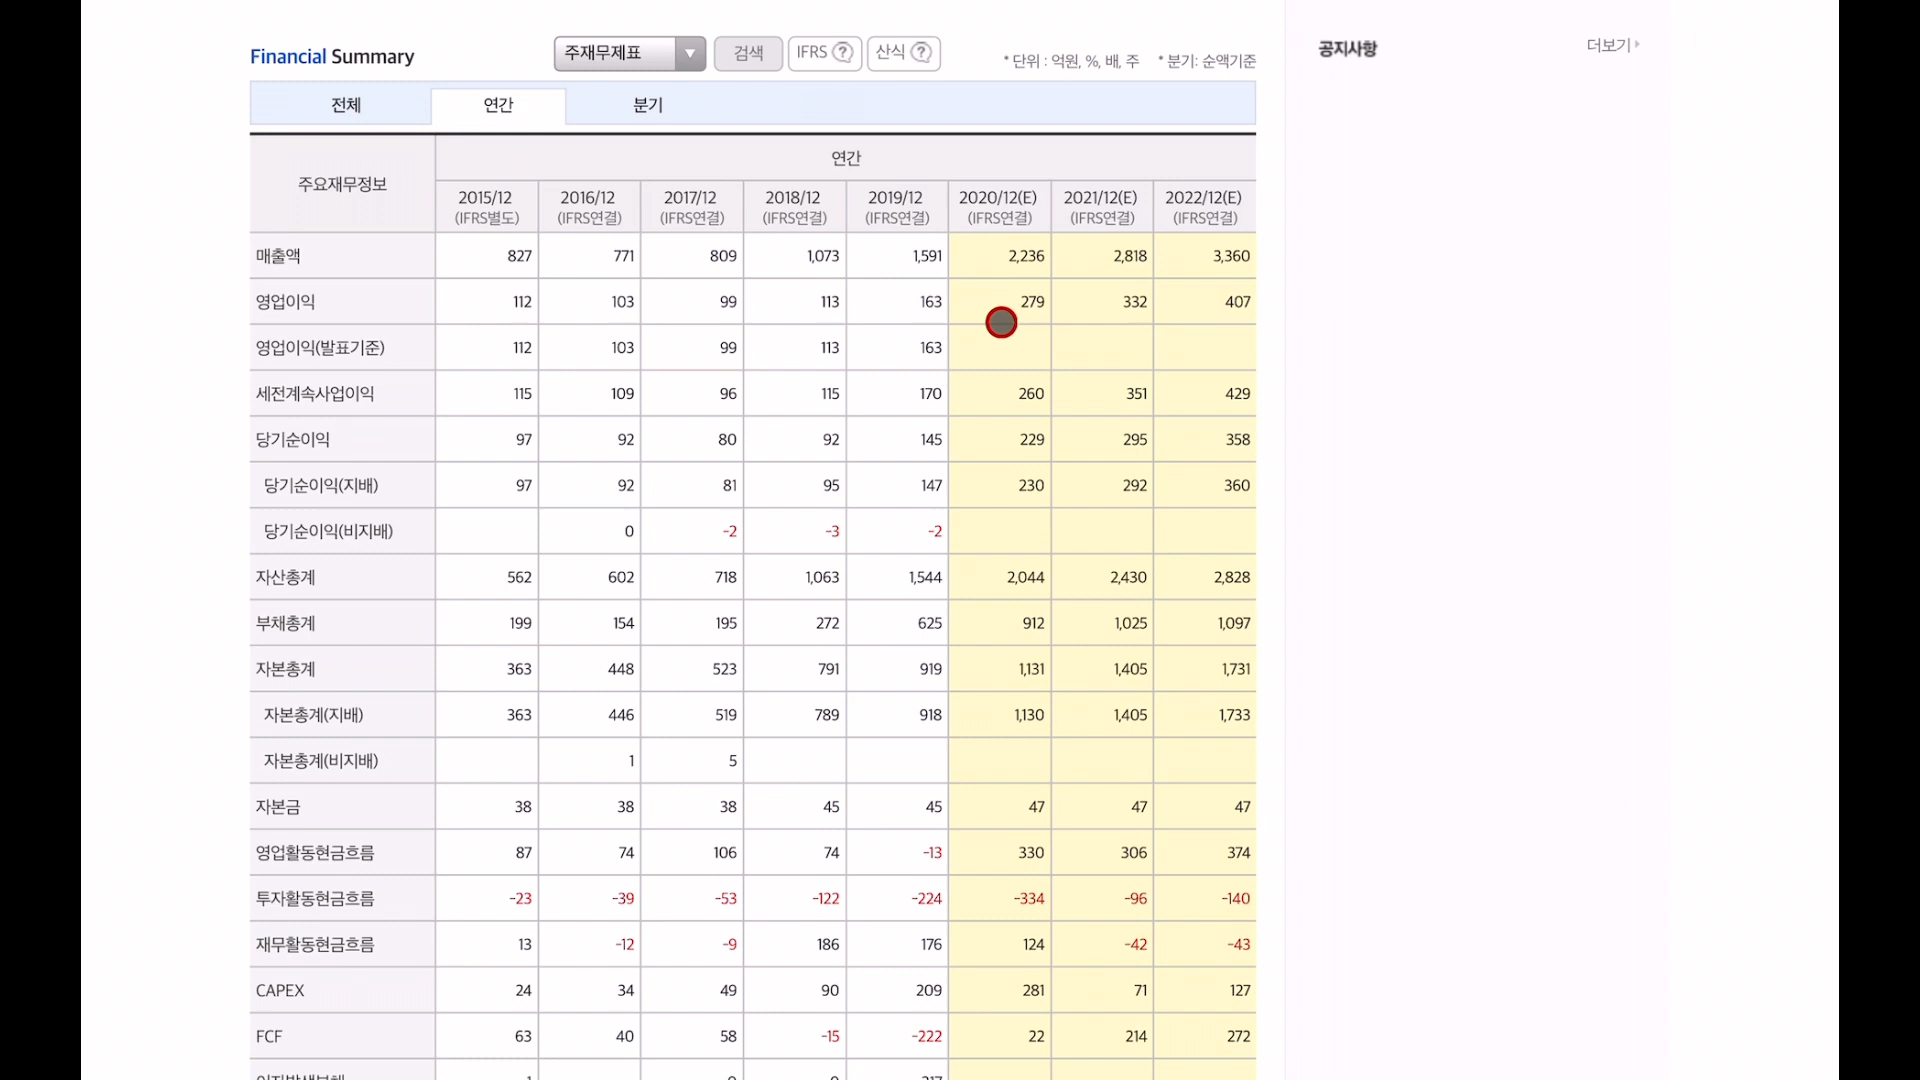 Financial Summary
주재무제표
검색
IFRS ?
산식 ?
* 단위 : 억원, %, 배, 주 * 분기: 순액기준
공지사항
더보기
전체 연간 분기
주요재무정보
연간
2015/12 2016/12 2017/12 2018/12 2019/12 2020/12(E) 2021/12(E) 2022/12(E)
(IFRS별도) (IFRS연결) (IFRS연결) (IFRS연결) (IFRS연결) (IFRS연결) (IFRS연결) (IFRS연결)
매출액 827 771 809 1,073 1,591 2,236 2,818 3,360
영업이익 112 103 99 113 163 279 332 407
영업이익(발표기준) 112 103 99 113 163
세전계속사업이익 115 109 96 115 170 260 351 429
당기순이익 97 92 80 92 145 229 295 358
당기순이익(지배) 97 92 81 95 147 230 292 360
당기순이익(비지배) 0 -2 -3 -2
자산총계 562 602 718 1,063 1,544 2,044 2,430 2,828
부채총계 199 154 195 272 625 912 1,025 1,097
자본총계 363 448 523 791 919 1,131 1,405 1,731
자본총계(지배) 363 446 519 789 918 1,130 1,405 1,733
자본총계(비지배) 1 5
자본금 38 38 38 45 45 47 47 47
영업활동현금흐름 87 74 106 74 -13 330 306 374
투자활동현금흐름 -23 -39 -53 -122 -224 -334 -96 -140
재무활동현금흐름 13 -12 -9 186 176 124 -42 -43
CAPEX 24 34 49 90 209 281 71 127
FCF 63 40 58 -15 -222 22 214 272